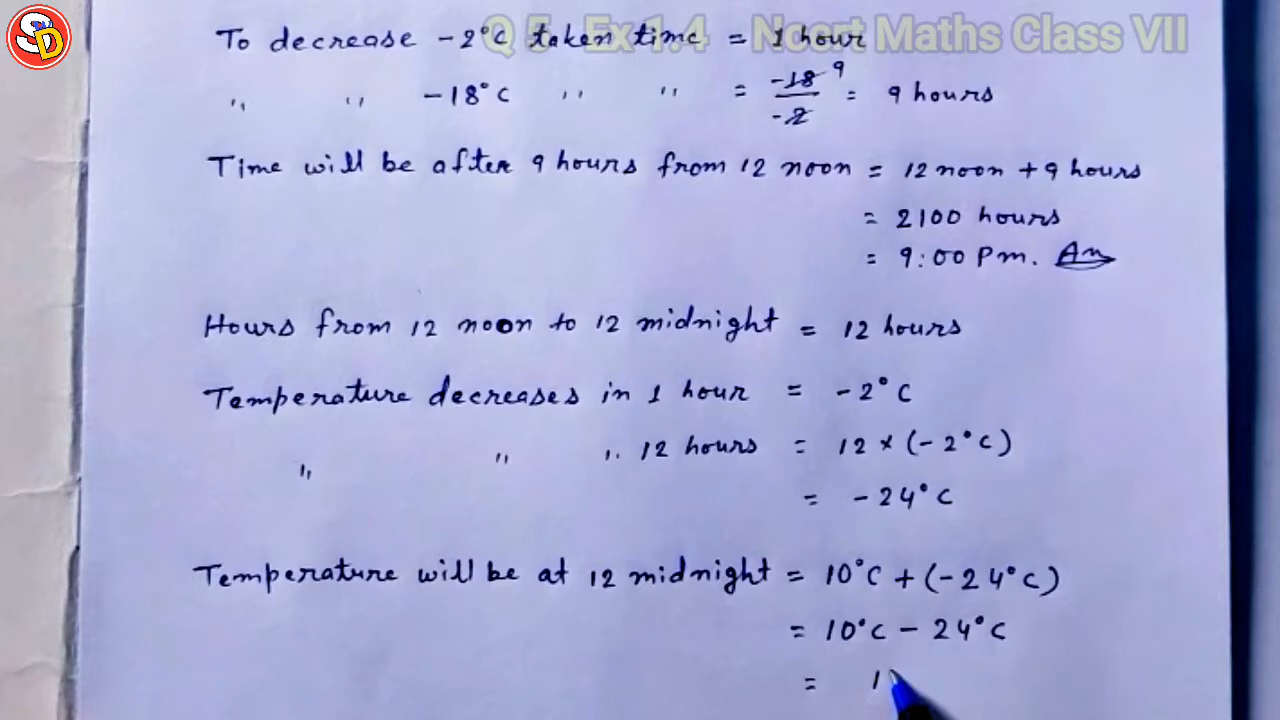 SD
Q 5 Ex 1.4 Ncert Maths Class VII
To decrease -2°C taken time = 1 hour
" " -18°C " " = -18/-2 9 = 9 hours
Time will be after 9 hours from 12 noon = 12 noon + 9 hours
= 2100 hours
= 9:00 Pm. Ans
Hours from 12 noon to 12 midnight = 12 hours
Temperature decreases in 1 hour = -2°C
" " " 12 hours = 12 × (-2°C)
= -24°C
Temperature will be at 12 midnight = 10°C + (-24°C)
= 10°C - 24°C
= 1